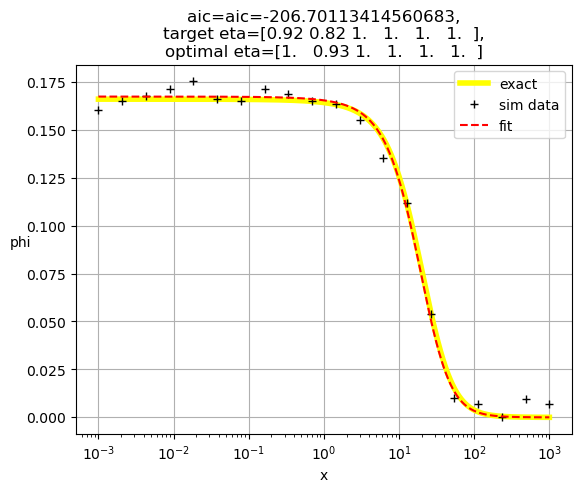 aic=aic=-206.70113414560683,
target eta=[0.92 0.82 1.   1.   1.   1.  ],
optimal eta=[1.   0.93 1.   1.   1.   1.  ]
0.175
0.150
0.125
0.100
0.075
0.050
0.025
0.000
phi
exact
sim data
fit
10⁻³ 10⁻² 10⁻¹ 10⁰ 10¹ 10² 10³
x